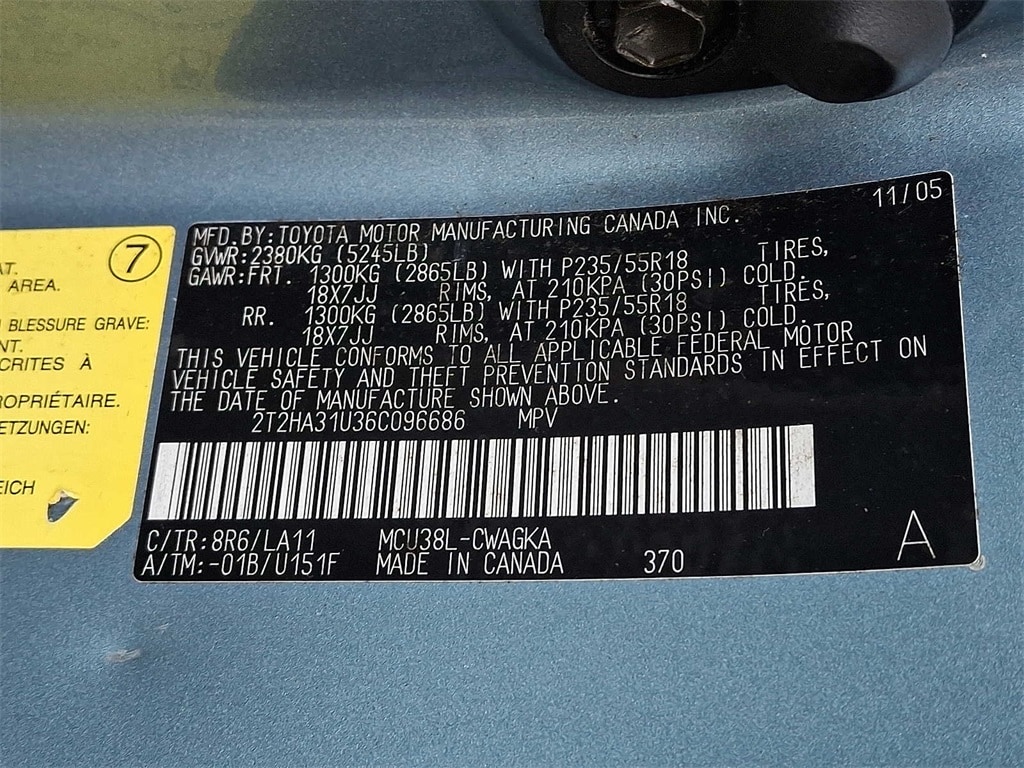 11/05
MFD.BY:TOYOTA MOTOR MANUFACTURING CANADA INC.
GVWR:2380KG (5245LB)
GAWR:FRT. 1300KG (2865LB) WITH P235/55R18 TIRES,
18X7JJ RIMS, AT 210KPA (30PSI) COLD.
RR. 1300KG (2865LB) WITH P235/55R18 TIRES,
18X7JJ RIMS, AT 210KPA (30PSI) COLD.
THIS VEHICLE CONFORMS TO ALL APPLICABLE FEDERAL MOTOR
VEHICLE SAFETY AND THEFT PREVENTION STANDARDS IN EFFECT ON
THE DATE OF MANUFACTURE SHOWN ABOVE.
2T2HA31U36C096686 MPV
C/TR:8R6/LA11 MCU38L-CWAGKA
A/TM:-01B/U151F MADE IN CANADA 370
A
7
AREA.
BLESSURE GRAVE:
À